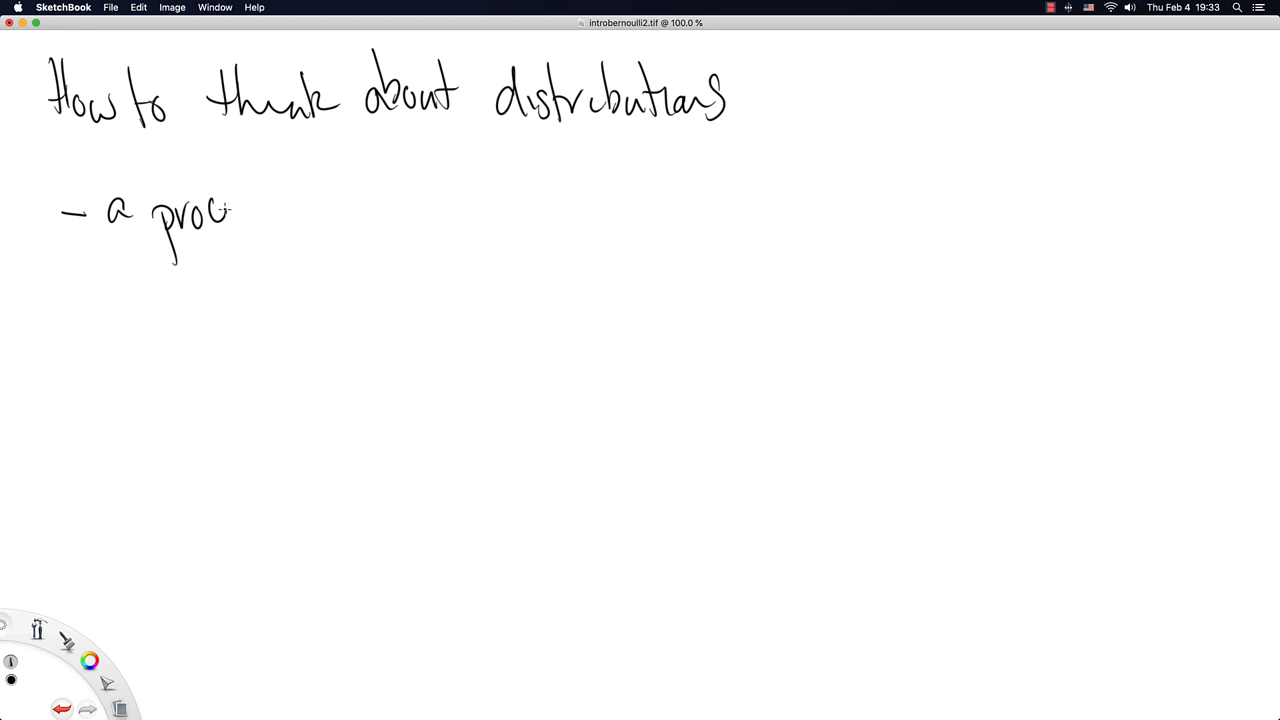 SketchBook File Edit Image Window Help Thu Feb 4 19:33
introbernoulli2.tif @ 100.0 %
How to think about distributions
- a proc